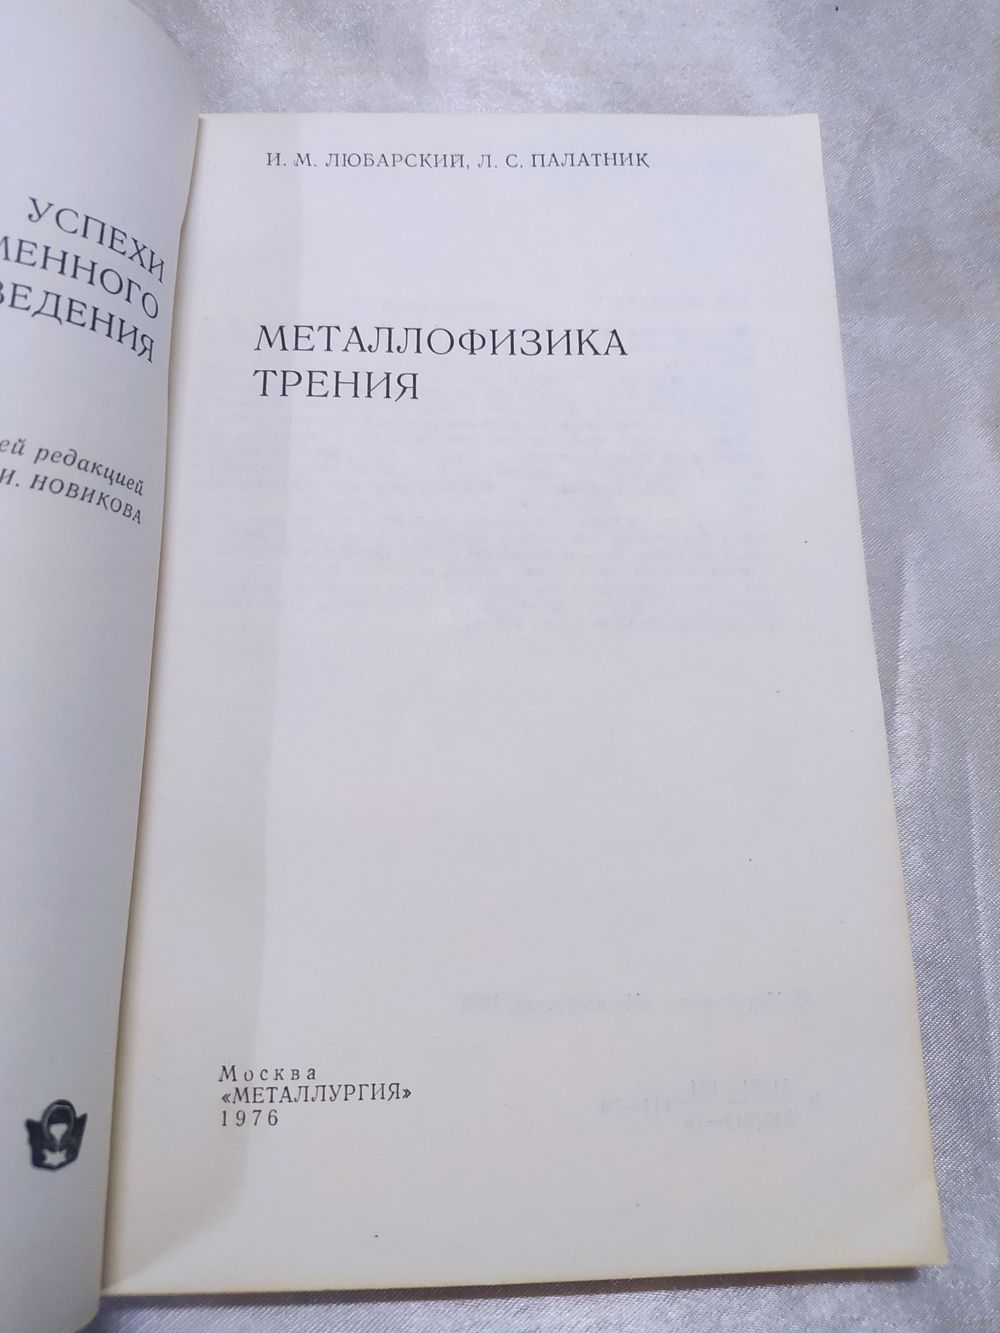 УСПЕХИ
МЕННОГО
ВЕДЕНИЯ
ей редакцией
И. НОВИКОВА
И. М. ЛЮБАРСКИЙ, Л. С. ПАЛАТНИК
МЕТАЛЛОФИЗИКА
ТРЕНИЯ
Москва
«МЕТАЛЛУРГИЯ»
1976